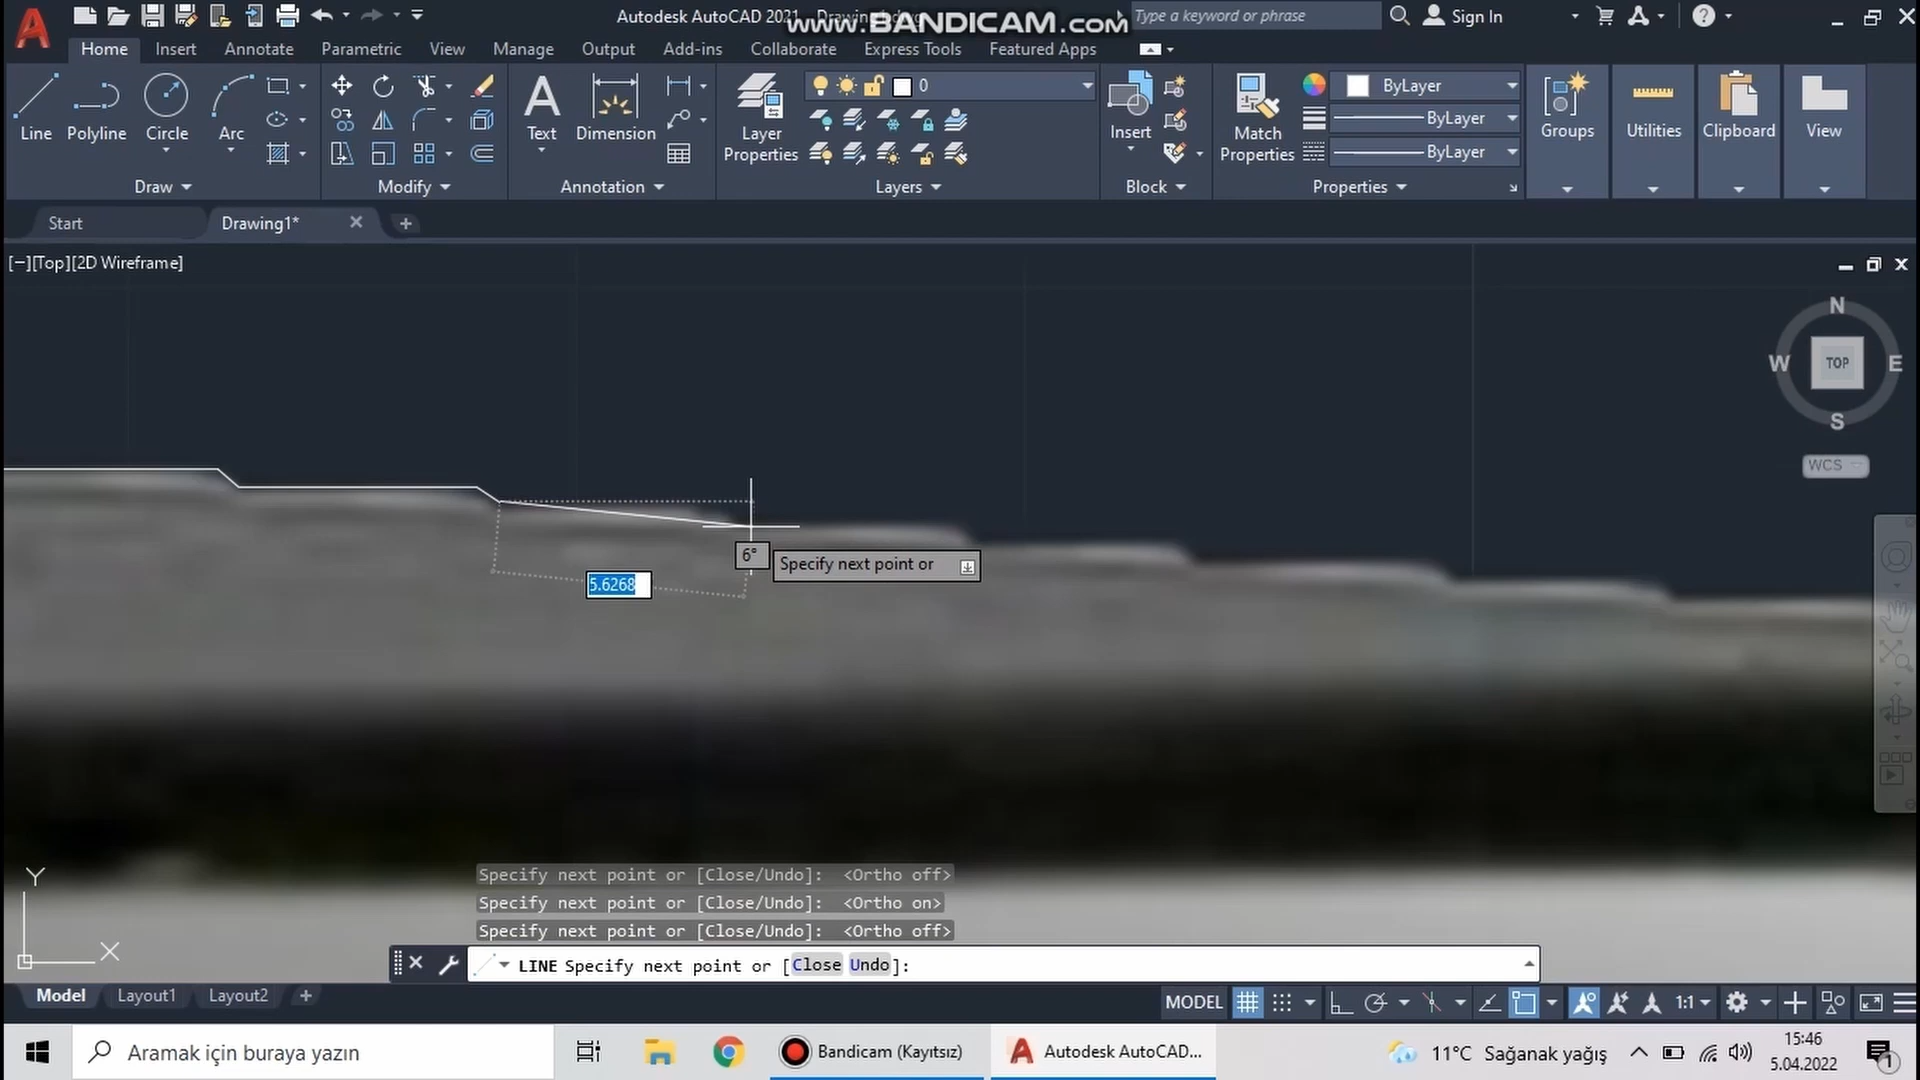 Autodesk AutoCAD 2021
www.BANDICAM.com
Type a keyword or phrase
Sign In
Home Insert Annotate Parametric View Manage Output Add-ins Collaborate Express Tools Featured Apps
Line Polyline Circle Arc
Text Dimension
Layer Properties
0
Insert
Match Properties
ByLayer
ByLayer
ByLayer
Groups Utilities Clipboard View
Draw Modify Annotation Layers Block Properties
Start Drawing1*
[−][Top][2D Wireframe]
N
W TOP E
S
WCS
6° Specify next point or
5.6268
Y
X
Specify next point or [Close/Undo]: <Ortho off>
Specify next point or [Close/Undo]: <Ortho on>
Specify next point or [Close/Undo]: <Ortho off>
LINE Specify next point or [Close Undo]:
Model Layout1 Layout2
MODEL 1:1
Aramak için buraya yazın
Bandicam (Kayıtsız)
Autodesk AutoCAD...
11°C Sağanak yağış
15:46
5.04.2022
1